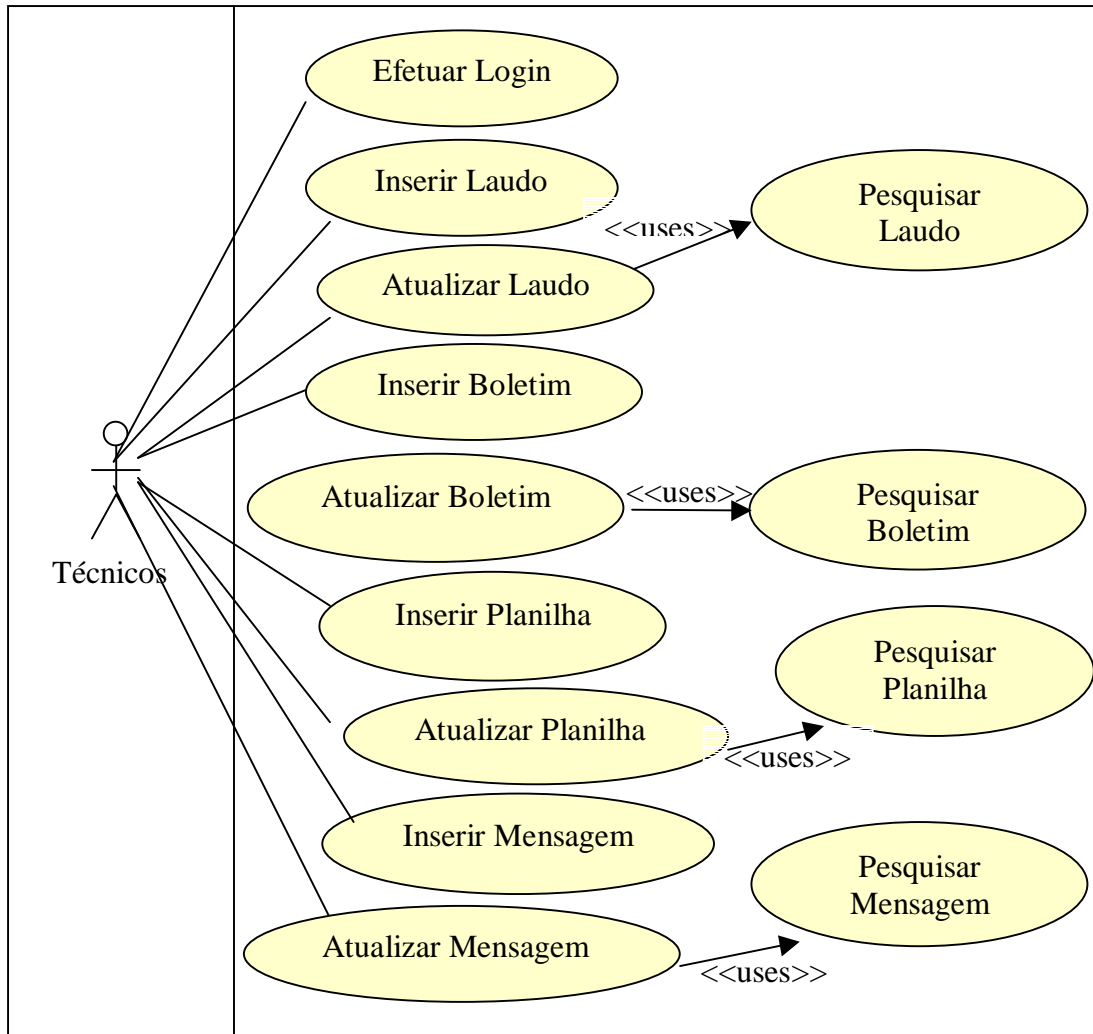 Efetuar Login
Inserir Laudo
Pesquisar
Laudo
<<uses>>
Atualizar Laudo
Inserir Boletim
Atualizar Boletim
<<uses>>
Pesquisar
Boletim
Técnicos
Inserir Planilha
Pesquisar
Planilha
Atualizar Planilha
<<uses>>
Inserir Mensagem
Pesquisar
Mensagem
Atualizar Mensagem
<<uses>>